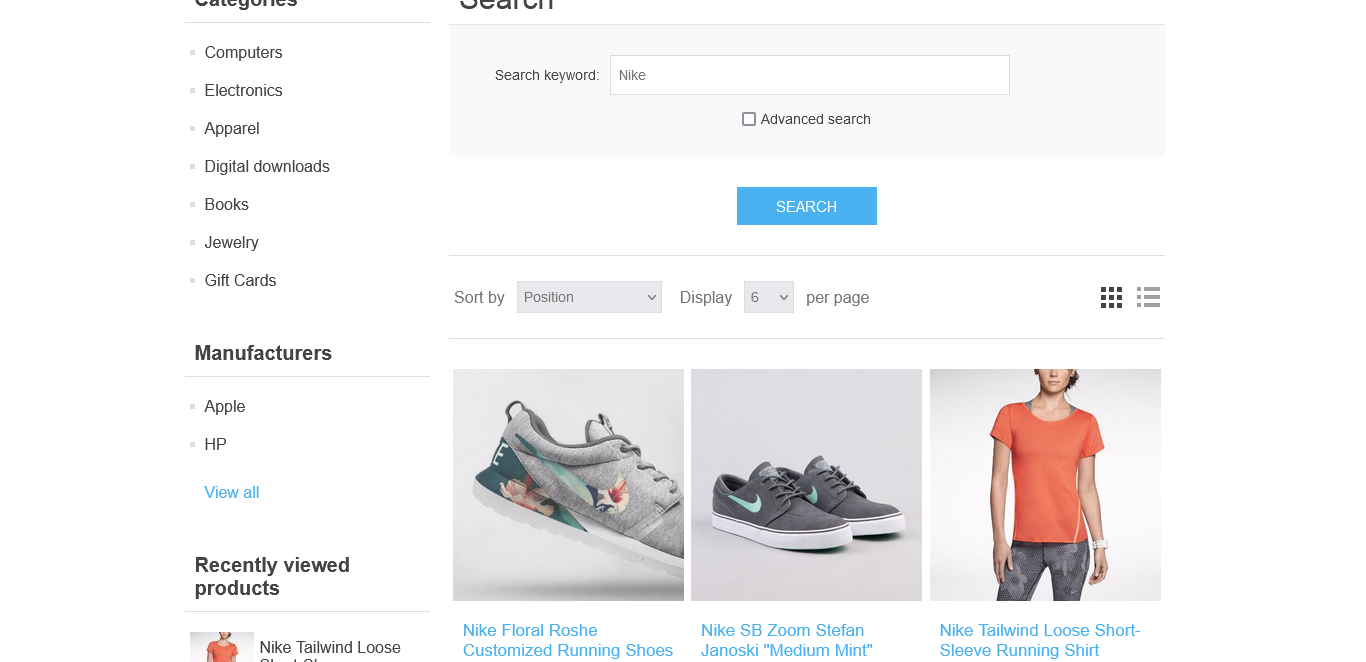 Categories
Computers
Electronics
Apparel
Digital downloads
Books
Jewelry
Gift Cards
Manufacturers
Apple
HP
View all
Recently viewed
products
Nike Tailwind Loose
Search
Search keyword: Nike
Advanced search
SEARCH
Sort by Position Display 6 per page
Nike Floral Roshe
Customized Running Shoes
Nike SB Zoom Stefan
Janoski "Medium Mint"
Nike Tailwind Loose Short-
Sleeve Running Shirt